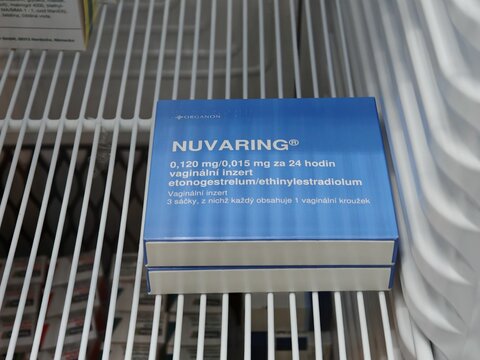 ORGANON
NUVARING®
0,120 mg/0,015 mg za 24 hodin
vaginální inzert
etonogestrelum/ethinylestradiolum
Vaginální inzert
3 sáčky, z nichž každý obsahuje 1 vaginální kroužek